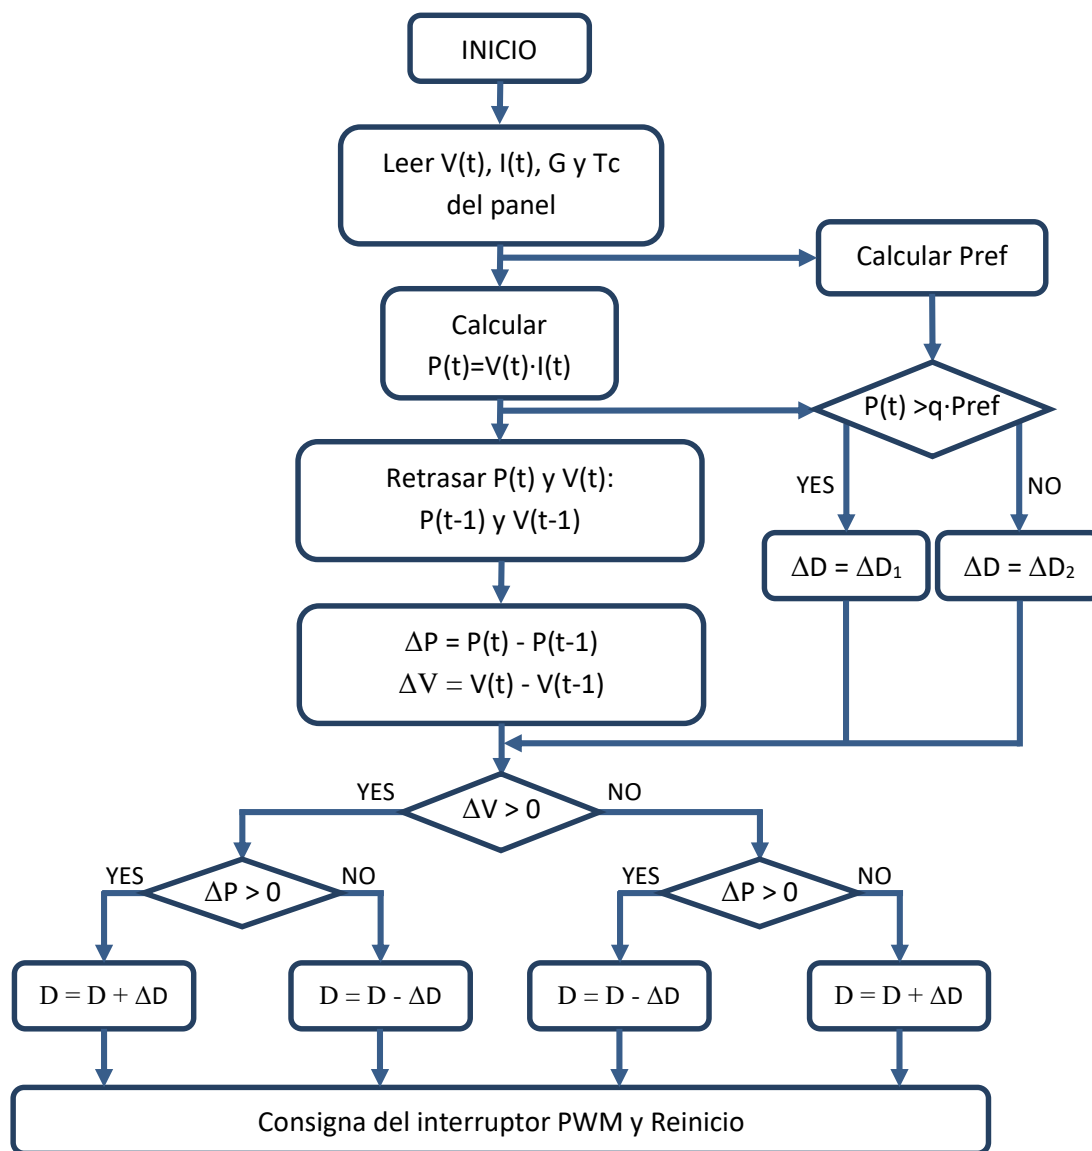 INICIO
Leer V(t), I(t), G y Tc
del panel
Calcular Pref
Calcular
P(t)=V(t)·I(t)
P(t) >q·Pref
Retrasar P(t) y V(t):
P(t-1) y V(t-1)
YES
NO
ΔD = ΔD₁
ΔD = ΔD₂
ΔP = P(t) - P(t-1)
ΔV = V(t) - V(t-1)
YES
ΔV > 0
NO
YES
ΔP > 0
NO
YES
ΔP > 0
NO
D = D + ΔD
D = D - ΔD
D = D - ΔD
D = D + ΔD
Consigna del interruptor PWM y Reinicio